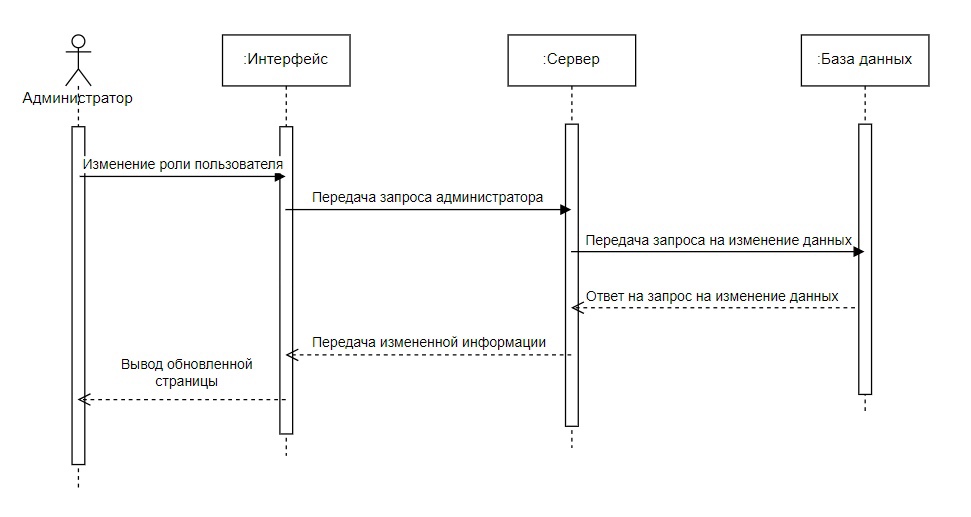 :Интерфейс
:Сервер
:База данных
Администратор
Изменение роли пользователя
Передача запроса администратора
Передача запроса на изменение данных
Ответ на запрос на изменение данных
Передача измененной информации
Вывод обновленной
страницы